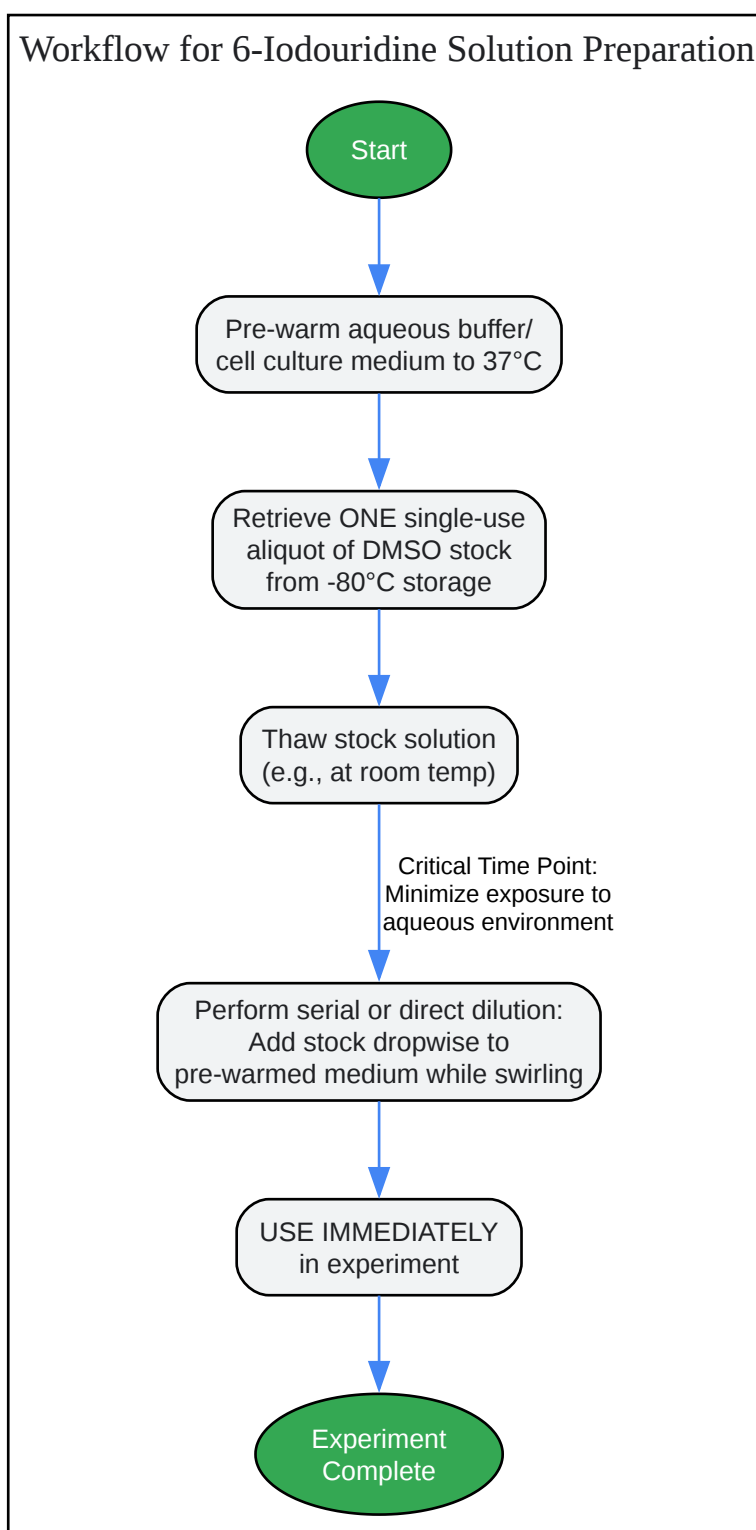 Workflow for 6-Iodouridine Solution Preparation
Start
Pre-warm aqueous buffer/
cell culture medium to 37°C
Retrieve ONE single-use
aliquot of DMSO stock
from -80°C storage
Thaw stock solution
(e.g., at room temp)
Critical Time Point:
Minimize exposure to
aqueous environment
Perform serial or direct dilution:
Add stock dropwise to
pre-warmed medium while swirling
USE IMMEDIATELY
in experiment
Experiment
Complete